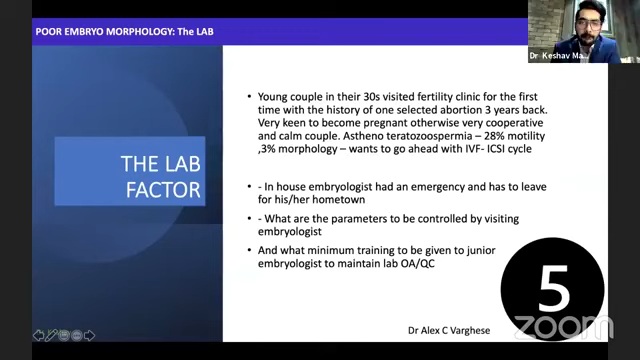 POOR EMBRYO MORPHOLOGY: The LAB
Dr Keshav Ma...
THE LAB
FACTOR
• Young couple in their 30s visited fertility clinic for the first
time with the history of one selected abortion 3 years back.
Very keen to become pregnant otherwise very cooperative
and calm couple. Astheno teratozoospermia – 28% motility
,3% morphology – wants to go ahead with IVF- ICSI cycle
• - In house embryologist had an emergency and has to leave
for his/her hometown
• - What are the parameters to be controlled by visiting
embryologist
• And what minimum training to be given to junior
embryologist to maintain lab OA/QC
5
Dr Alex C Varghese
zoom